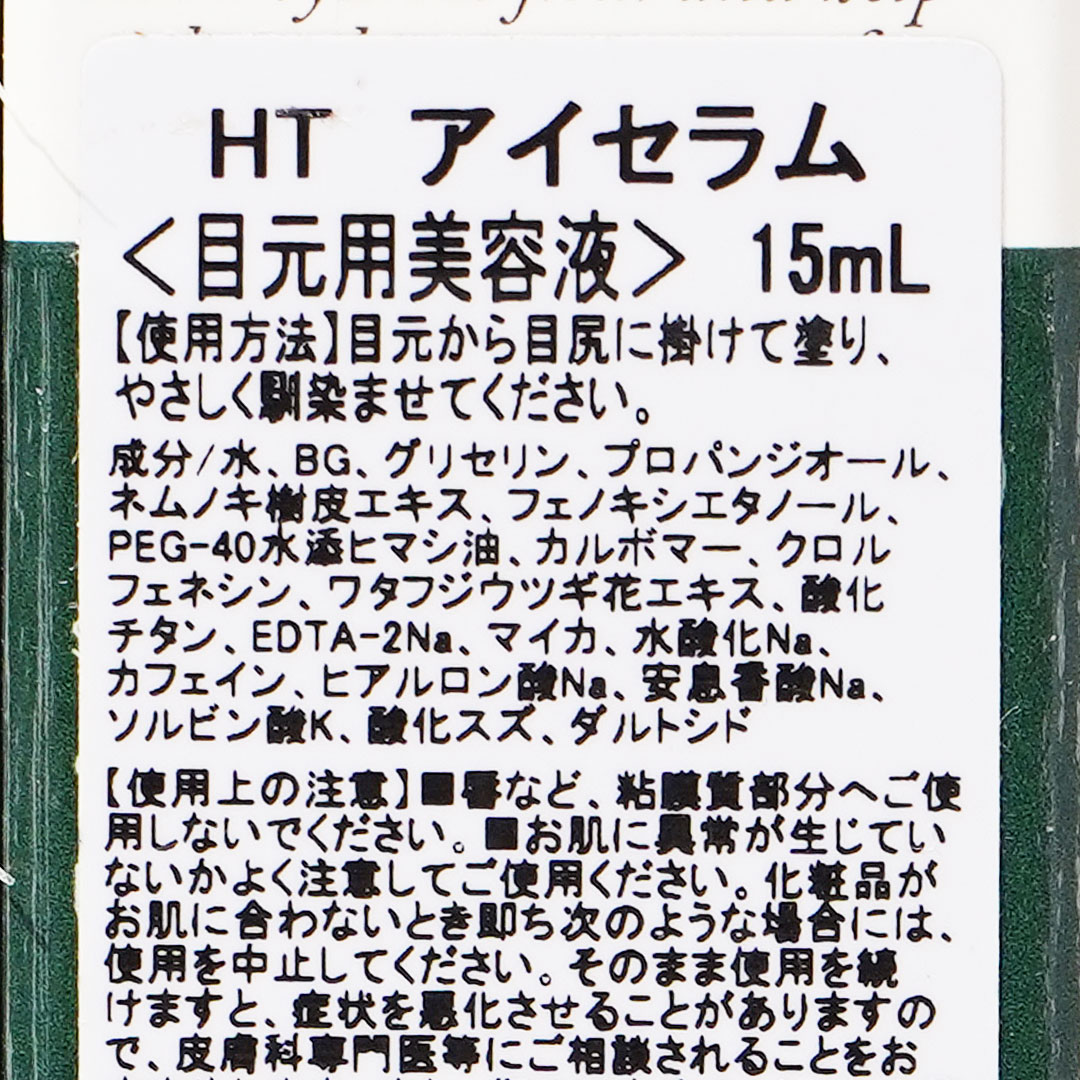 HT アイセラム
<目元用美容液> 15mL
【使用方法】目元から目尻に掛けて塗り、
やさしく馴染ませてください。
成分/水、BG、グリセリン、プロパンジオール、
ネムノキ樹皮エキス、フェノキシエタノール、
PEG-40水添ヒマシ油、カルボマー、クロル
フェネシン、ワタフジウツギ花エキス、酸化
チタン、EDTA-2Na、マイカ、水酸化Na、
カフェイン、ヒアルロン酸Na、安息香酸Na、
ソルビン酸K、酸化スズ、ダルトシド
【使用上の注意】■唇など、粘膜質部分へご使
用しないでください。■お肌に異常が生じてい
ないかよく注意してご使用ください。化粧品が
お肌に合わないとき即ち次のような場合には、
使用を中止してください。そのまま使用を続
けますと、症状を悪化させることがありますの
で、皮膚科専門医等にご相談されることをお